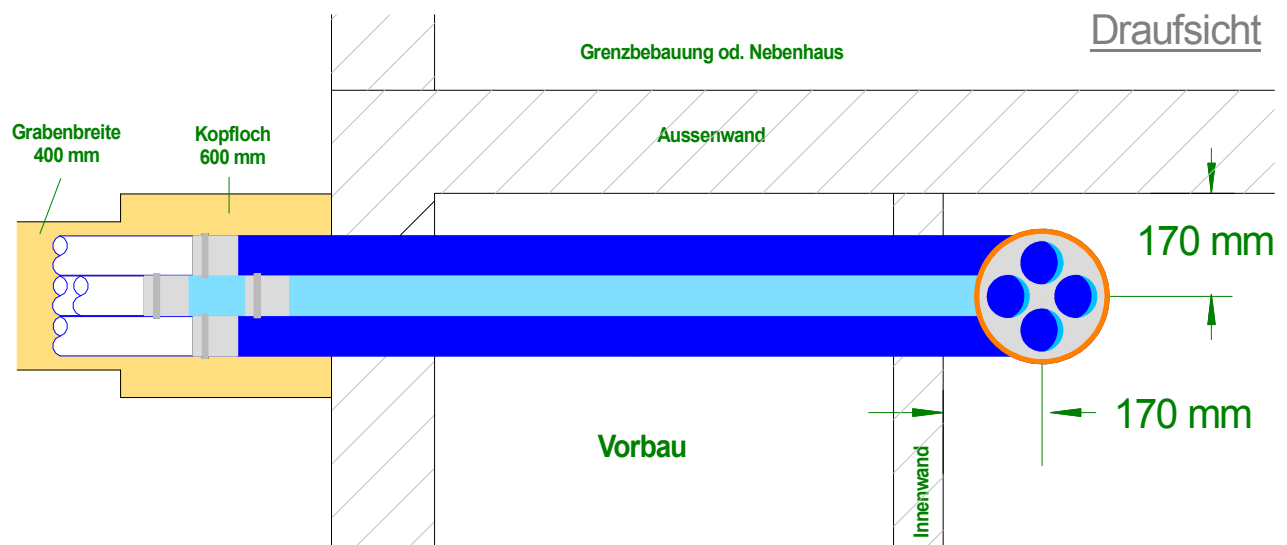 Draufsicht
Grenzbebauung od. Nebenhaus
Grabenbreite
400 mm
Kopfloch
600 mm
Aussenwand
170 mm
170 mm
Vorbau
Innenwand